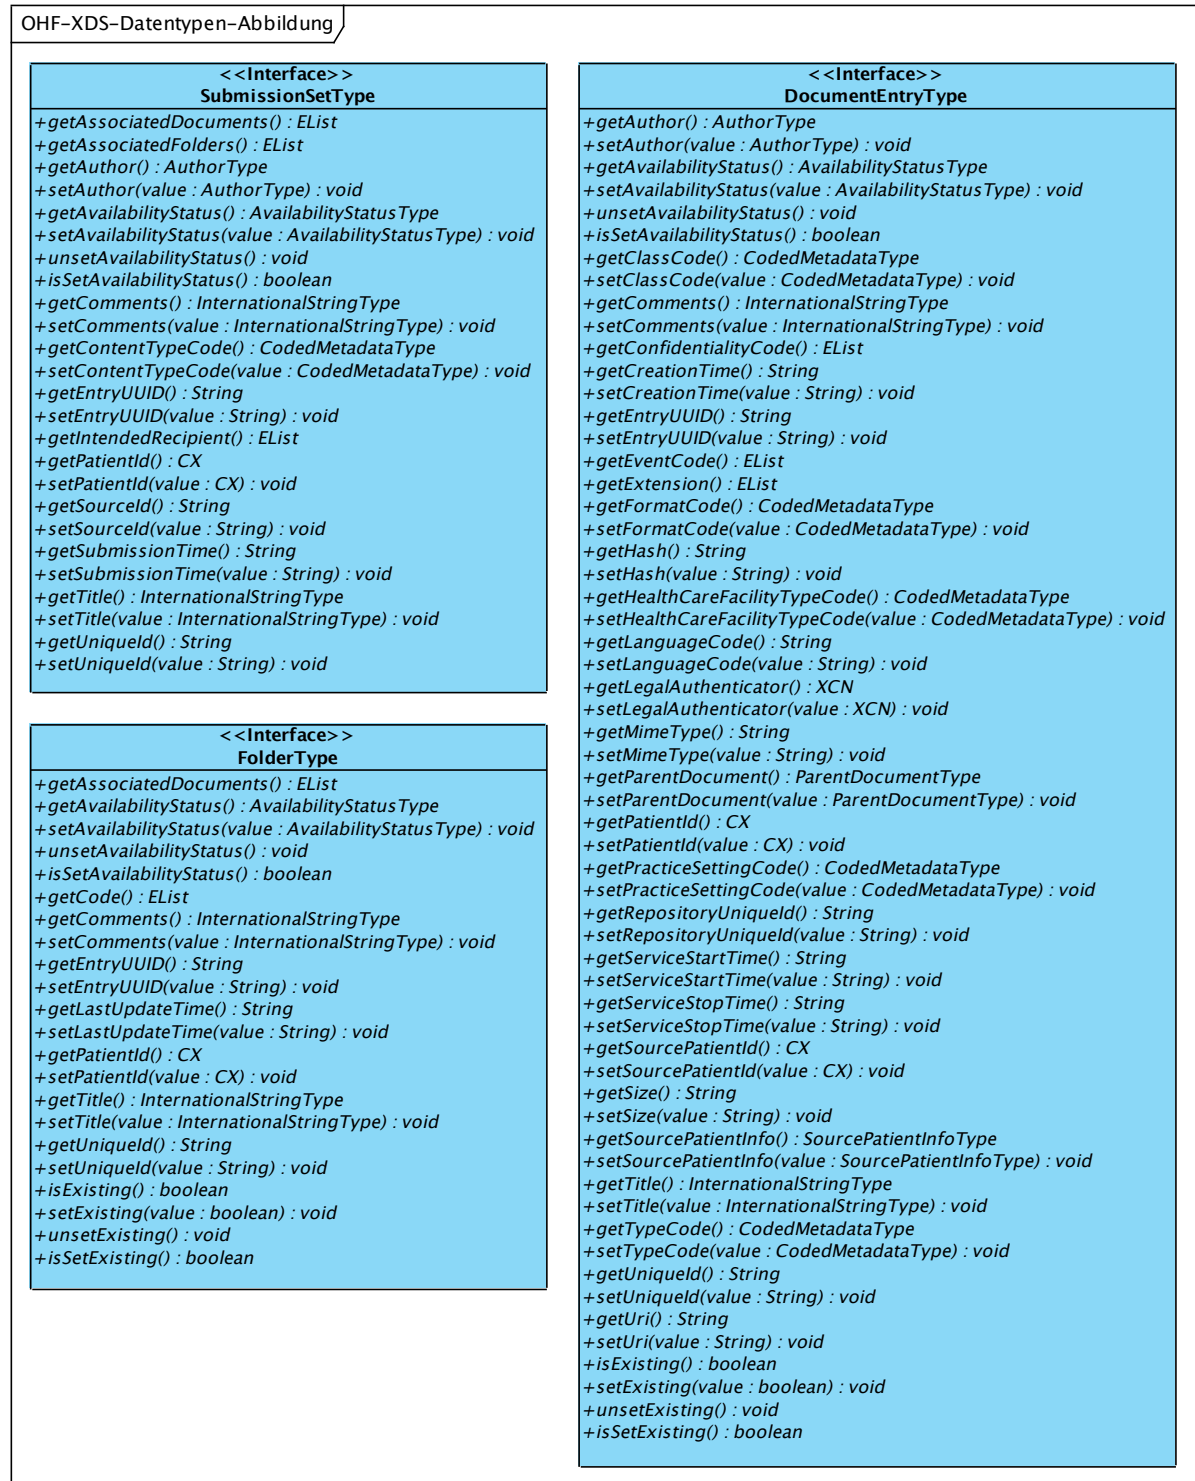 OHF-XDS-Datentypen-Abbildung
<<Interface>>
SubmissionSetType
+getAssociatedDocuments() : EList
+getAssociatedFolders() : EList
+getAuthor() : AuthorType
+setAuthor(value : AuthorType) : void
+getAvailabilityStatus() : AvailabilityStatusType
+setAvailabilityStatus(value : AvailabilityStatusType) : void
+unsetAvailabilityStatus() : void
+isSetAvailabilityStatus() : boolean
+getComments() : InternationalStringType
+setComments(value : InternationalStringType) : void
+getContentTypeCode() : CodedMetadataType
+setContentTypeCode(value : CodedMetadataType) : void
+getEntryUUID() : String
+setEntryUUID(value : String) : void
+getIntendedRecipient() : EList
+getPatientId() : CX
+setPatientId(value : CX) : void
+getSourceId() : String
+setSourceId(value : String) : void
+getSubmissionTime() : String
+setSubmissionTime(value : String) : void
+getTitle() : InternationalStringType
+setTitle(value : InternationalStringType) : void
+getUniqueId() : String
+setUniqueId(value : String) : void
<<Interface>>
FolderType
+getAssociatedDocuments() : EList
+getAvailabilityStatus() : AvailabilityStatusType
+setAvailabilityStatus(value : AvailabilityStatusType) : void
+unsetAvailabilityStatus() : void
+isSetAvailabilityStatus() : boolean
+getCode() : EList
+getComments() : InternationalStringType
+setComments(value : InternationalStringType) : void
+getEntryUUID() : String
+setEntryUUID(value : String) : void
+getLastUpdateTime() : String
+setLastUpdateTime(value : String) : void
+getPatientId() : CX
+setPatientId(value : CX) : void
+getTitle() : InternationalStringType
+setTitle(value : InternationalStringType) : void
+getUniqueId() : String
+setUniqueId(value : String) : void
+isExisting() : boolean
+setExisting(value : boolean) : void
+unsetExisting() : void
+isSetExisting() : boolean
<<Interface>>
DocumentEntryType
+getAuthor() : AuthorType
+setAuthor(value : AuthorType) : void
+getAvailabilityStatus() : AvailabilityStatusType
+setAvailabilityStatus(value : AvailabilityStatusType) : void
+unsetAvailabilityStatus() : void
+isSetAvailabilityStatus() : boolean
+getClassCode() : CodedMetadataType
+setClassCode(value : CodedMetadataType) : void
+getComments() : InternationalStringType
+setComments(value : InternationalStringType) : void
+getConfidentialityCode() : EList
+getCreationTime() : String
+setCreationTime(value : String) : void
+getEntryUUID() : String
+setEntryUUID(value : String) : void
+getEventCode() : EList
+getExtension() : EList
+getFormatCode() : CodedMetadataType
+setFormatCode(value : CodedMetadataType) : void
+getHash() : String
+setHash(value : String) : void
+getHealthCareFacilityTypeCode() : CodedMetadataType
+setHealthCareFacilityTypeCode(value : CodedMetadataType) : void
+getLanguageCode() : String
+setLanguageCode(value : String) : void
+getLegalAuthenticator() : XCN
+setLegalAuthenticator(value : XCN) : void
+getMimeType() : String
+setMimeType(value : String) : void
+getParentDocument() : ParentDocumentType
+setParentDocument(value : ParentDocumentType) : void
+getPatientId() : CX
+setPatientId(value : CX) : void
+getPracticeSettingCode() : CodedMetadataType
+setPracticeSettingCode(value : CodedMetadataType) : void
+getRepositoryUniqueId() : String
+setRepositoryUniqueId(value : String) : void
+getServiceStartTime() : String
+setServiceStartTime(value : String) : void
+getServiceStopTime() : String
+setServiceStopTime(value : String) : void
+getSourcePatientId() : CX
+setSourcePatientId(value : CX) : void
+getSize() : String
+setSize(value : String) : void
+getSourcePatientInfo() : SourcePatientInfoType
+setSourcePatientInfo(value : SourcePatientInfoType) : void
+getTitle() : InternationalStringType
+setTitle(value : InternationalStringType) : void
+getTypeCode() : CodedMetadataType
+setTypeCode(value : CodedMetadataType) : void
+getUniqueId() : String
+setUniqueId(value : String) : void
+getUri() : String
+setUri(value : String) : void
+isExisting() : boolean
+setExisting(value : boolean) : void
+unsetExisting() : void
+isSetExisting() : boolean